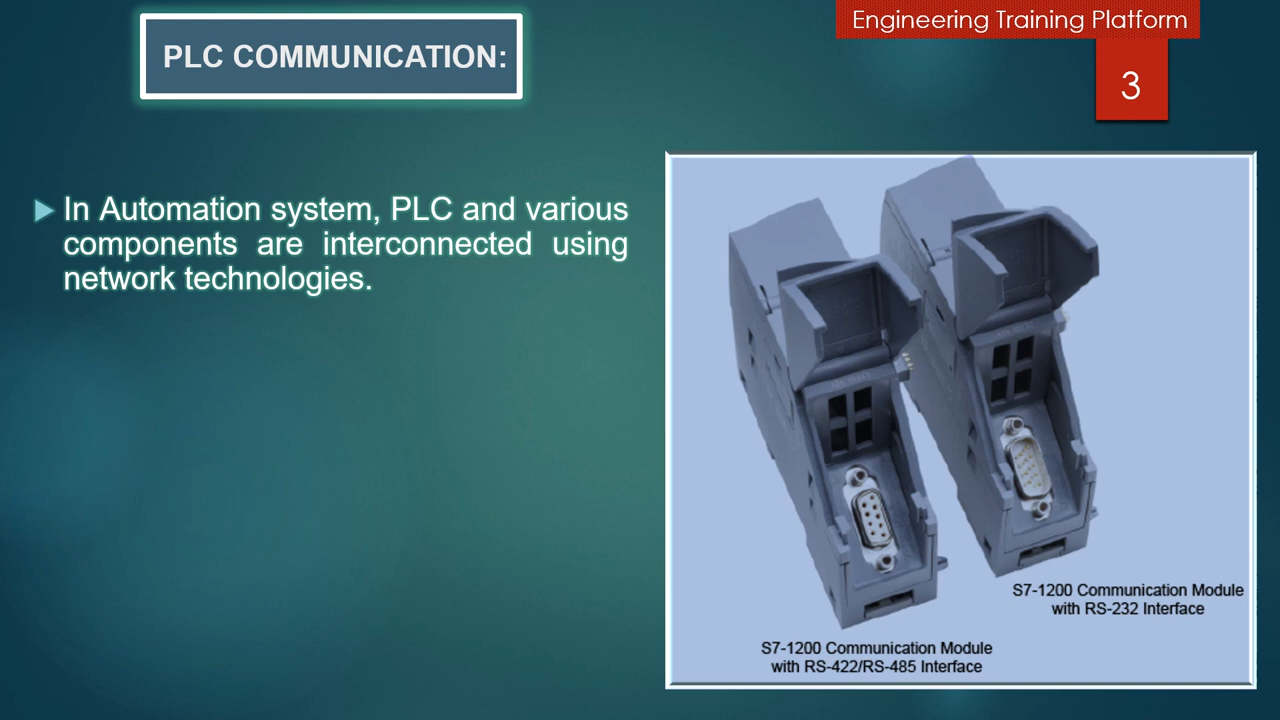 Engineering Training Platform
PLC COMMUNICATION:
3
In Automation system, PLC and various
components are interconnected using
network technologies.
S7-1200 Communication Module
with RS-232 Interface
S7-1200 Communication Module
with RS-422/RS-485 Interface